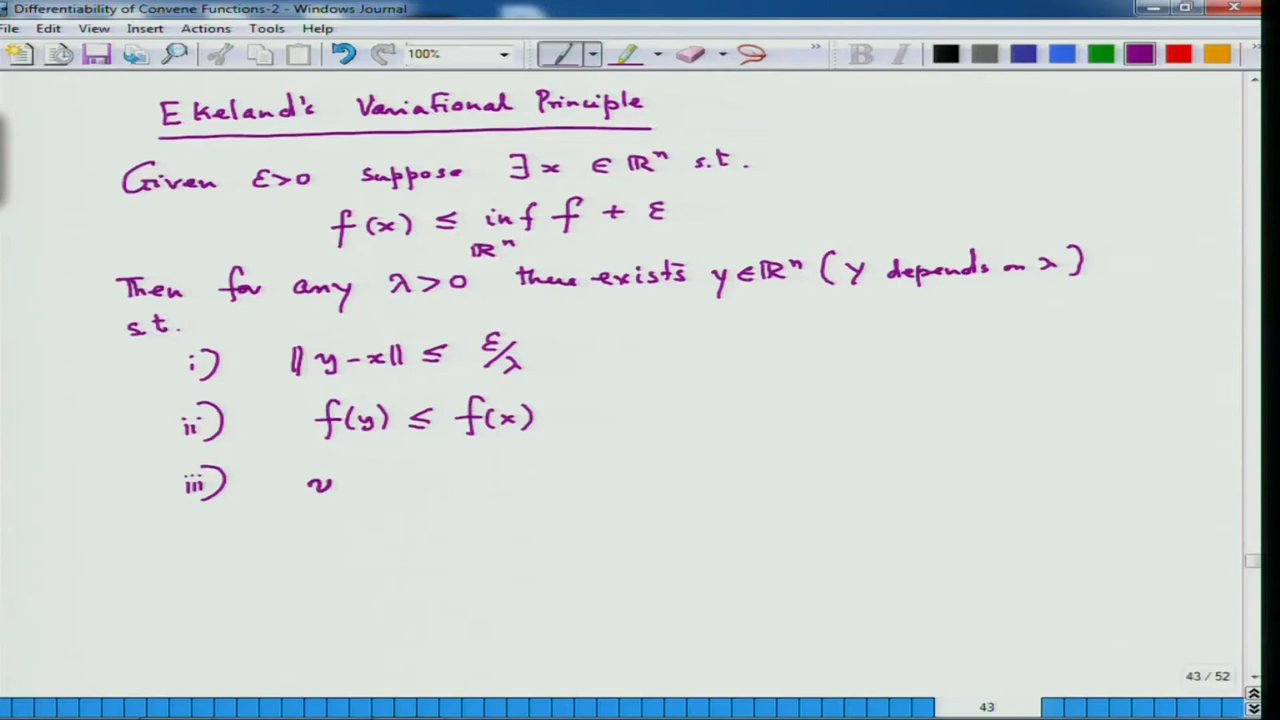 Differentiability of Convene Functions-2 - Windows Journal
File Edit View Insert Actions Tools Help
100%
Ekeland's Variational Principle
Given ε>0 suppose ∃ x ∈ ℝⁿ s.t.
f(x) ≤ inf f + ε
ℝⁿ
Then for any λ>0 there exists y∈ℝⁿ (y depends on λ)
s.t.
i) ‖y-x‖ ≤ ε/λ
ii) f(y) ≤ f(x)
iii)
43 / 52
43